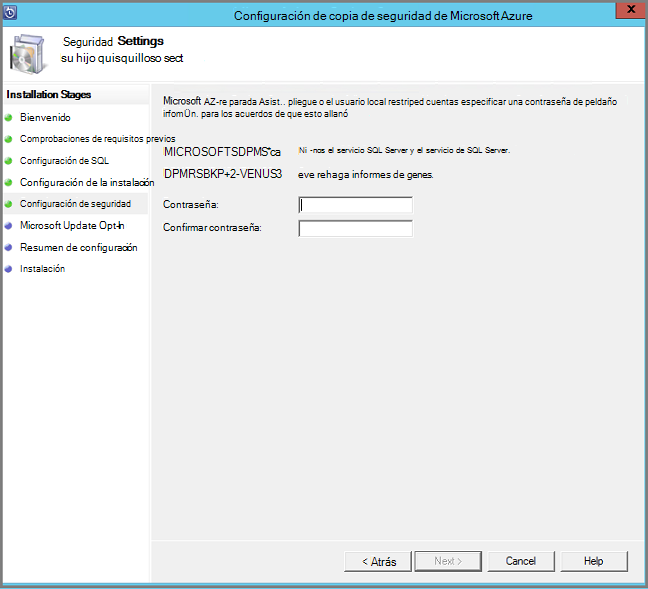 Configuración de copia de seguridad de Microsoft Azure
X
Seguridad Settings
su hijo quisquilloso sect
Installation Stages
Bienvenido
Comprobaciones de requisitos previos
Configuración de SQL
Configuración de la instalación
Configuración de seguridad
Microsoft Update Opt-In
Resumen de configuración
Instalación
Microsoft AZ-re parada Asist.. pliegue o el usuario local restriped cuentas especificar una contraseña de peldaño
irfomÜn. para los acuerdos de que esto allanó
MICROSOFTSDPMS*ca Ni -nos el servicio SQL Server y el servicio de SQL Server.
DPMRSBKP+2-VENUS3 eve rehaga informes de genes.
Contraseña:
Confirmar contraseña:
< Atrás Next > Cancel Help